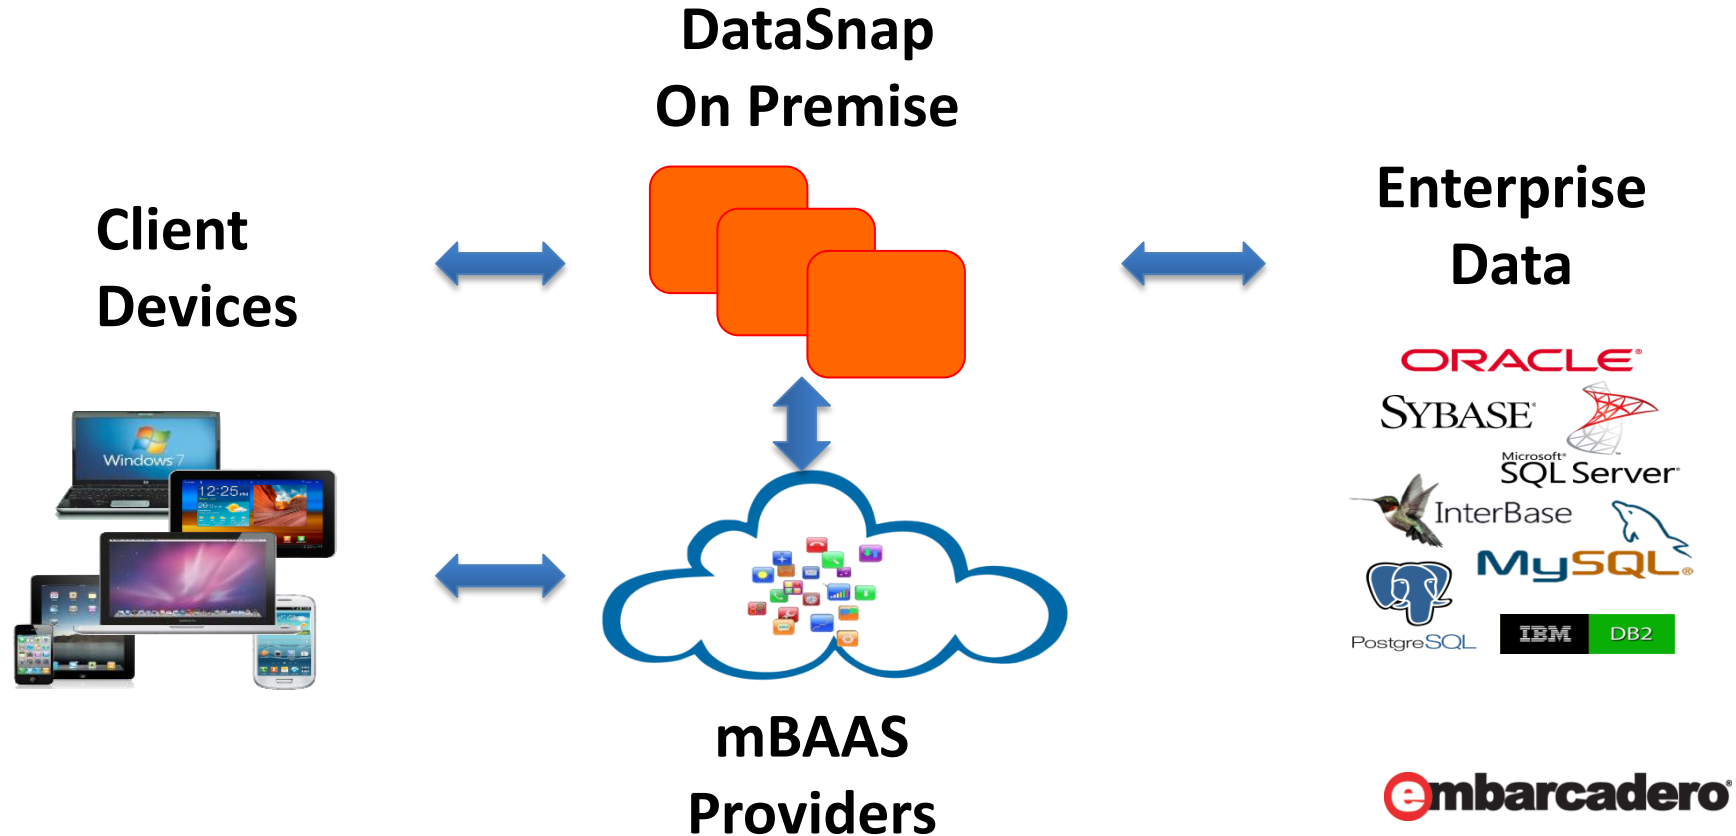 DataSnap
On Premise
Client
Devices
Enterprise
Data
ORACLE®
SYBASE®
Microsoft®
SQL Server®
InterBase
MySQL®
PostgreSQL
IBM DB2
Windows 7
12:25
mBAAS
Providers
embarcadero®